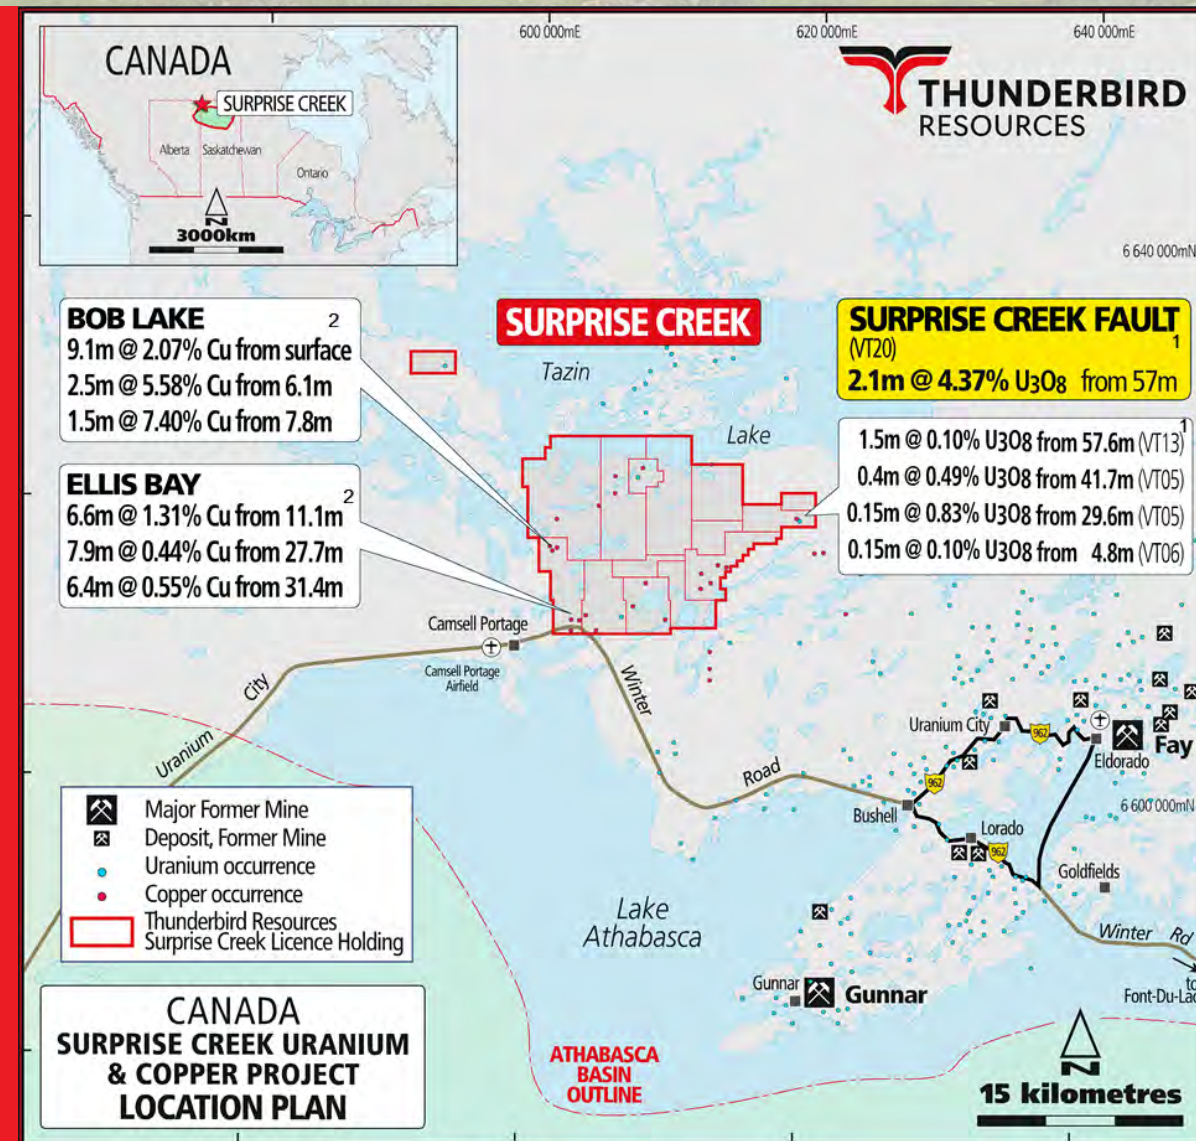 600 000mE
620 000mE
640 000mE
CANADA
SURPRISE CREEK
Alberta
Saskatchewan
Ontario
N
3000km
THUNDERBIRD
RESOURCES
6 640 000mN
BOB LAKE 2
9.1m @ 2.07% Cu from surface
2.5m @ 5.58% Cu from 6.1m
1.5m @ 7.40% Cu from 7.8m
SURPRISE CREEK
SURPRISE CREEK FAULT
(VT20) 1
2.1m @ 4.37% U3O8 from 57m
Tazin
Lake
1.5m @ 0.10% U3O8 from 57.6m (VT13) 1
0.4m @ 0.49% U3O8 from 41.7m (VT05)
0.15m @ 0.83% U3O8 from 29.6m (VT05)
0.15m @ 0.10% U3O8 from 4.8m (VT06)
ELLIS BAY 2
6.6m @ 1.31% Cu from 11.1m
7.9m @ 0.44% Cu from 27.7m
6.4m @ 0.55% Cu from 31.4m
Camsell Portage
Camsell Portage
Airfield
Uranium City
Winter Road
Uranium City
962
Eldorado
Fay
962
Bushell
6 600 000mN
Lorado
962
Goldfields
Major Former Mine
Deposit, Former Mine
Uranium occurrence
Copper occurrence
Thunderbird Resources
Surprise Creek Licence Holding
Lake
Athabasca
Winter Rd
to
Font-Du-Lac
Gunnar
Gunnar
CANADA
SURPRISE CREEK URANIUM
& COPPER PROJECT
LOCATION PLAN
ATHABASCA
BASIN
OUTLINE
N
15 kilometres